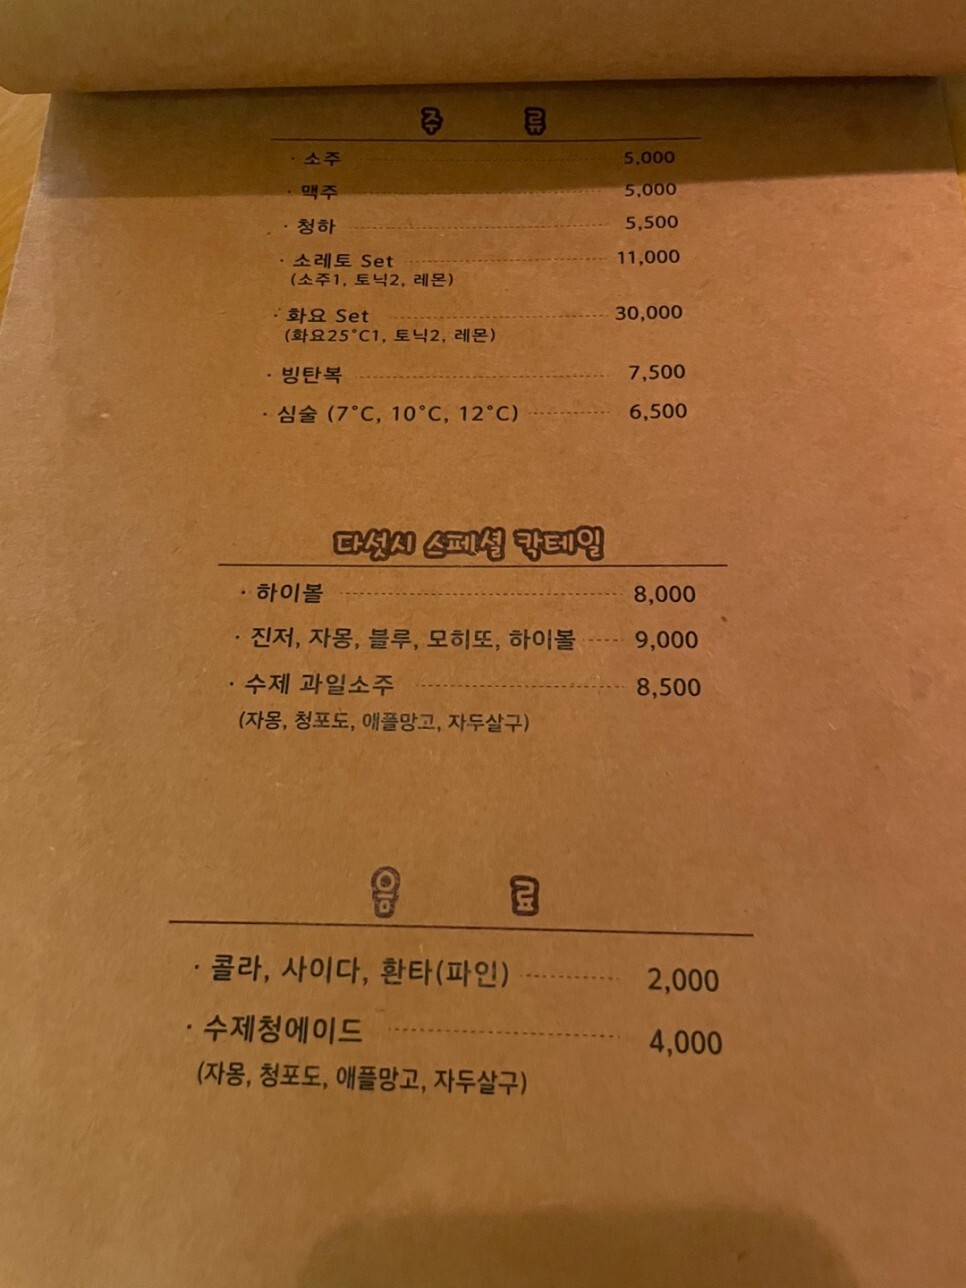 주 류
· 소주 5,000
· 맥주 5,000
· 청하 5,500
· 소레토 Set 11,000
(소주1, 토닉2, 레몬)
· 화요 Set 30,000
(화요25˚C1, 토닉2, 레몬)
· 빙탄복 7,500
· 심술 (7˚C, 10˚C, 12˚C) 6,500
다섯시 스페셜 칵테일
· 하이볼 8,000
· 진저, 자몽, 블루, 모히또, 하이볼 9,000
· 수제 과일소주 8,500
(자몽, 청포도, 애플망고, 자두살구)
음 료
· 콜라, 사이다, 환타(파인) 2,000
· 수제청에이드 4,000
(자몽, 청포도, 애플망고, 자두살구)